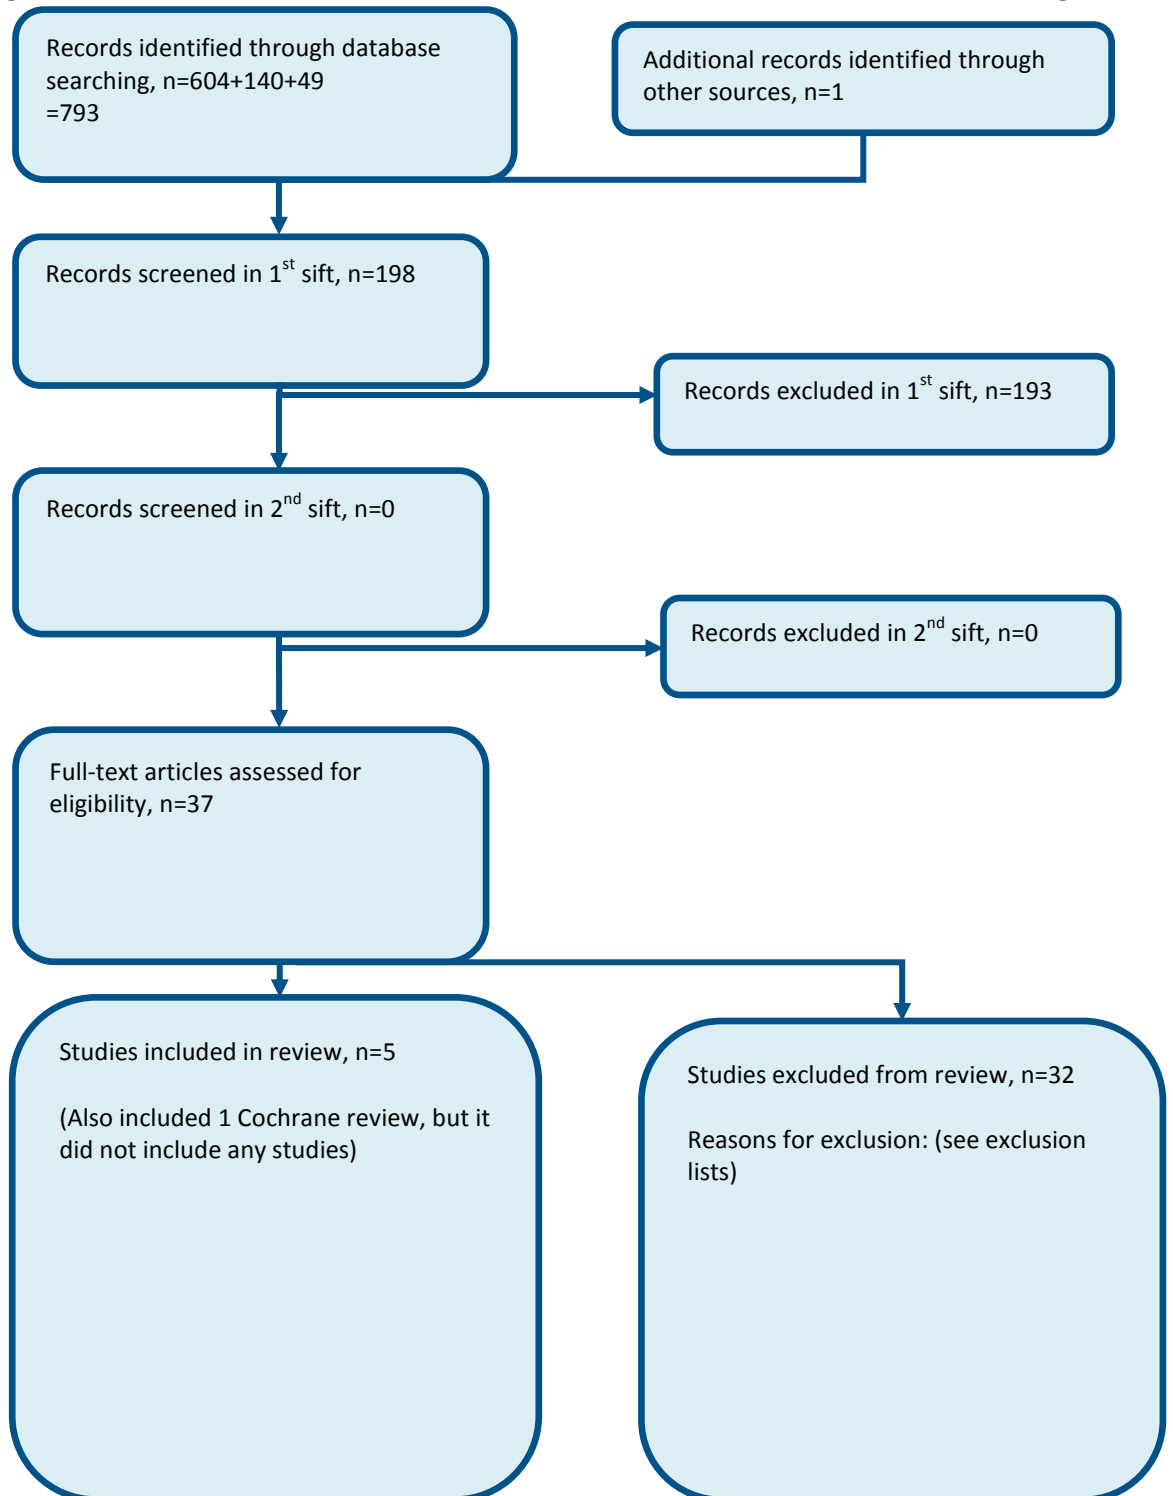 Records identified through database
searching, n=604+140+49
=793
Additional records identified through
other sources, n=1
Records screened in 1st sift, n=198
Records excluded in 1st sift, n=193
Records screened in 2nd sift, n=0
Records excluded in 2nd sift, n=0
Full-text articles assessed for
eligibility, n=37
Studies included in review, n=5
(Also included 1 Cochrane review, but it
did not include any studies)
Studies excluded from review, n=32
Reasons for exclusion: (see exclusion
lists)